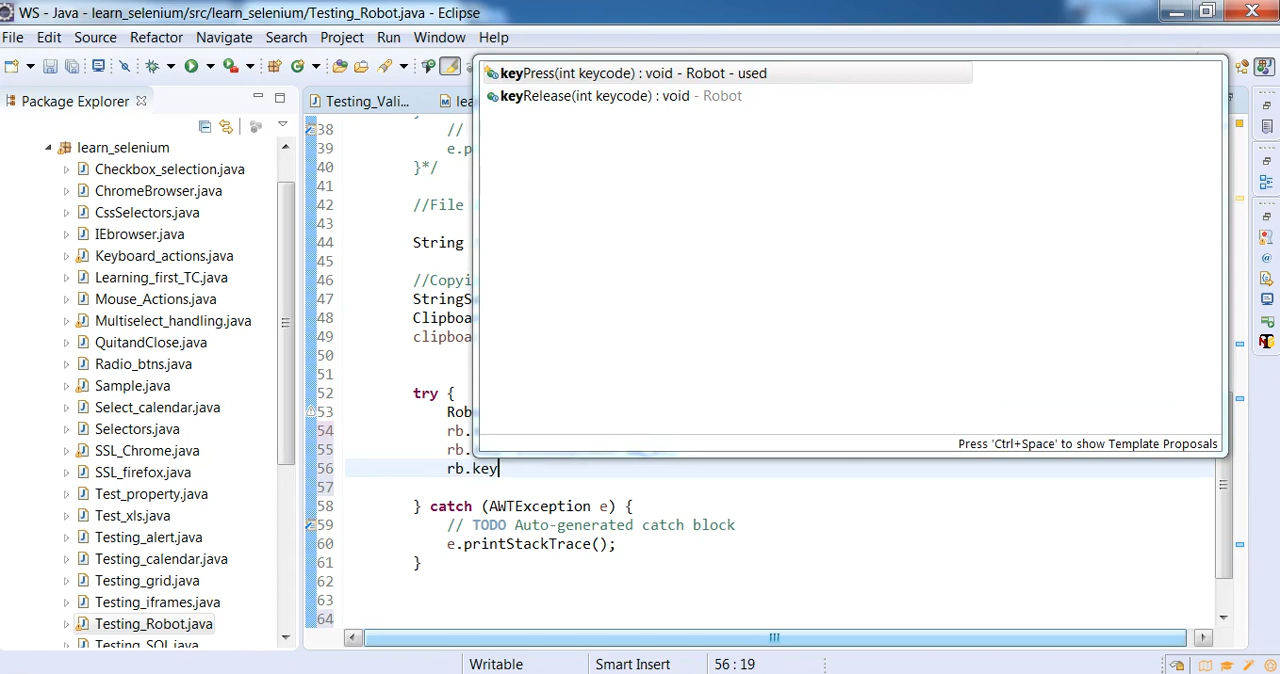 WS - Java - learn_selenium/src/learn_selenium/Testing_Robot.java - Eclipse
File Edit Source Refactor Navigate Search Project Run Window Help
Package Explorer
learn_selenium
Checkbox_selection.java
ChromeBrowser.java
CssSelectors.java
IEbrowser.java
Keyboard_actions.java
Learning_first_TC.java
Mouse_Actions.java
Multiselect_handling.java
QuitandClose.java
Radio_btns.java
Sample.java
Select_calendar.java
Selectors.java
SSL_Chrome.java
SSL_firefox.java
Test_property.java
Test_xls.java
Testing_alert.java
Testing_calendar.java
Testing_grid.java
Testing_iframes.java
Testing_Robot.java
Testing_SQL.java
Testing_Vali... lea
keyPress(int keycode) : void - Robot - used
keyRelease(int keycode) : void - Robot
Press 'Ctrl+Space' to show Template Proposals
38 //
39 e.p
40 }*/
41
42 //File
43
44 String
45
46 //Copyi
47 StringS
48 Clipboa
49 clipboa
50
51
52 try {
53 Rob
54 rb.
55 rb.
56 rb.key
57
58 } catch (AWTException e) {
59 // TODO Auto-generated catch block
60 e.printStackTrace();
61 }
62
63
64
Writable Smart Insert 56 : 19